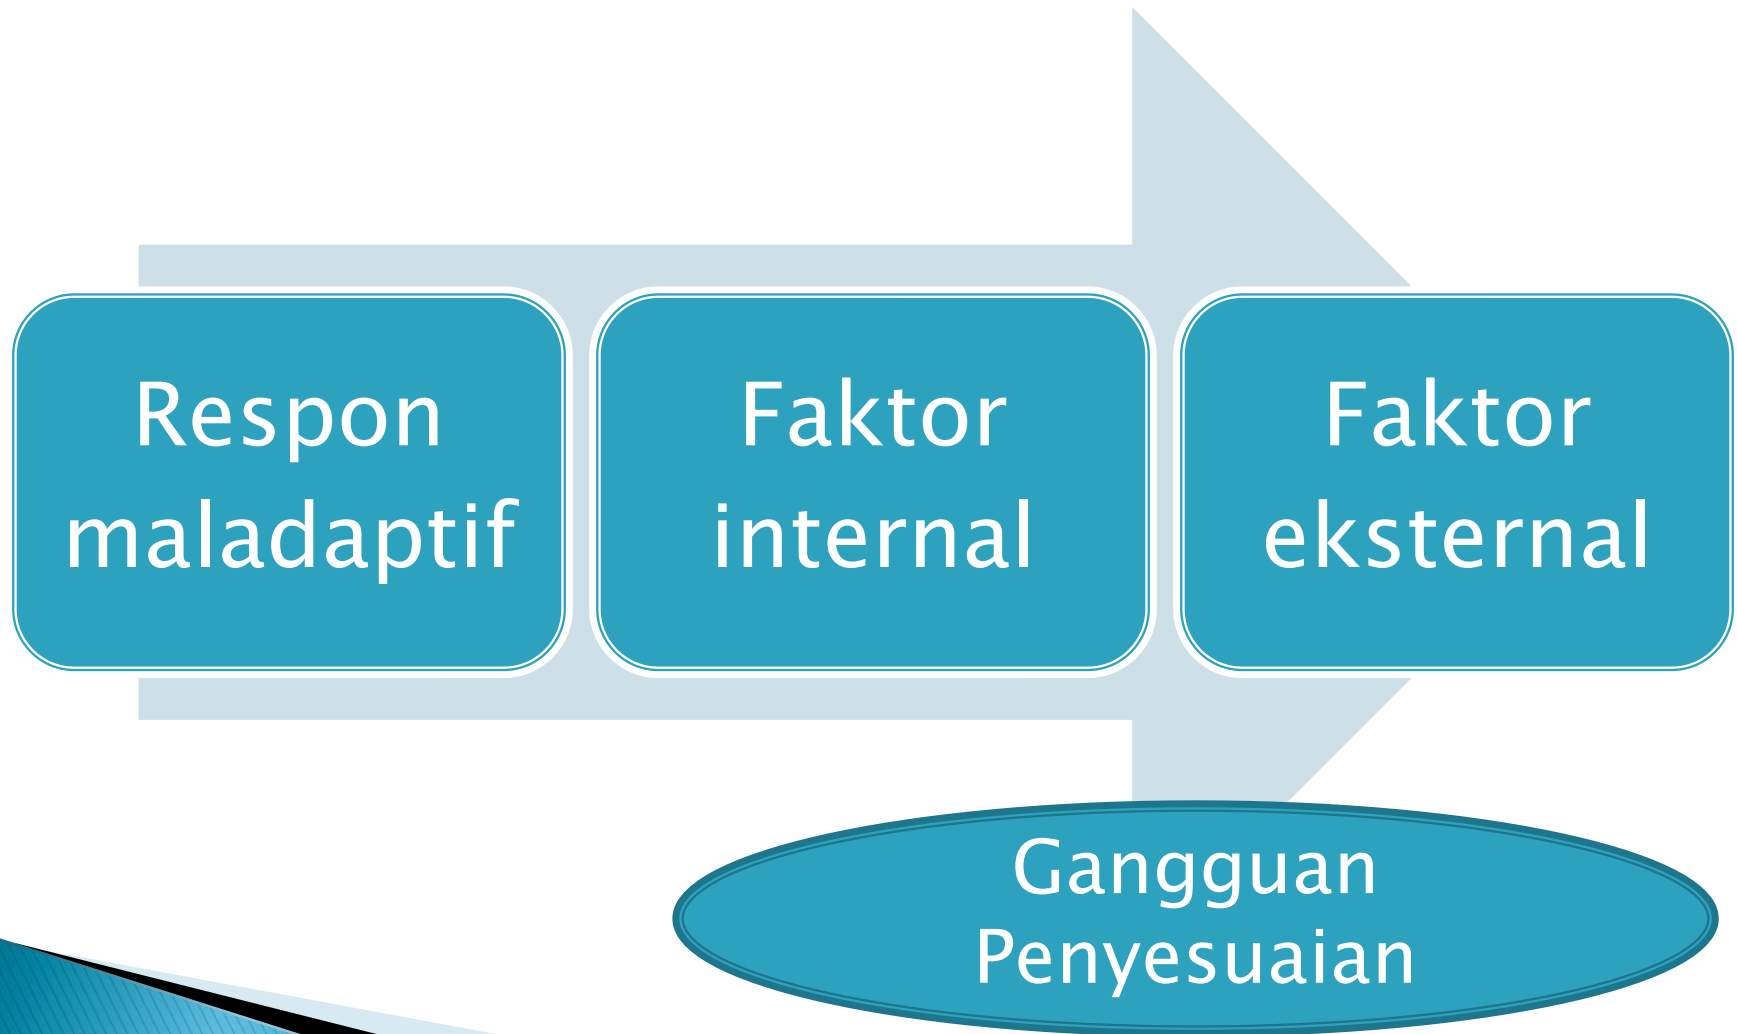 Respon
maladaptif
Faktor
internal
Faktor
eksternal
Gangguan
Penyesuaian